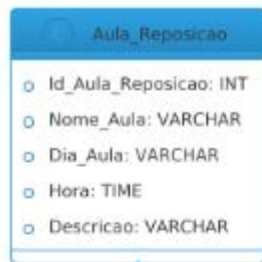 Aula_Reposicao
Id_Aula_Reposicao: INT
Nome_Aula: VARCHAR
Dia_Aula: VARCHAR
Hora: TIME
Descricao: VARCHAR